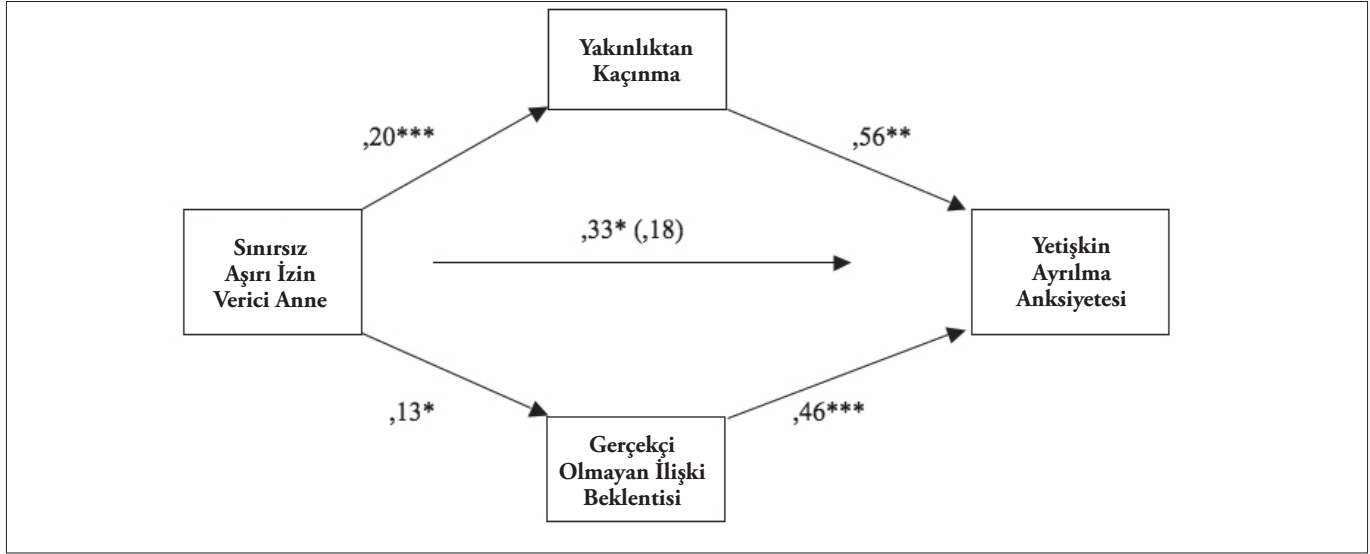 Yakınlıktan
Kaçınma
,20***
,56**
,33* (,18)
Sınırsız
Aşırı İzin
Verici Anne
Yetişkin
Ayrılma
Anksiyetesi
,13*
,46***
Gerçekçi
Olmayan İlişki
Beklentisi